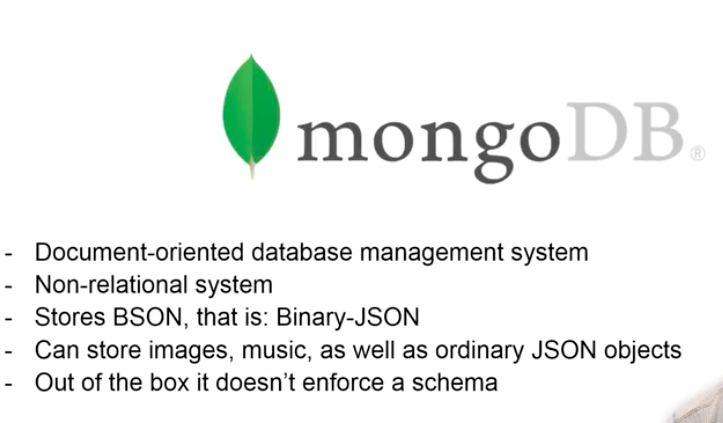 mongoDB®
- Document-oriented database management system
- Non-relational system
- Stores BSON, that is: Binary-JSON
- Can store images, music, as well as ordinary JSON objects
- Out of the box it doesn't enforce a schema